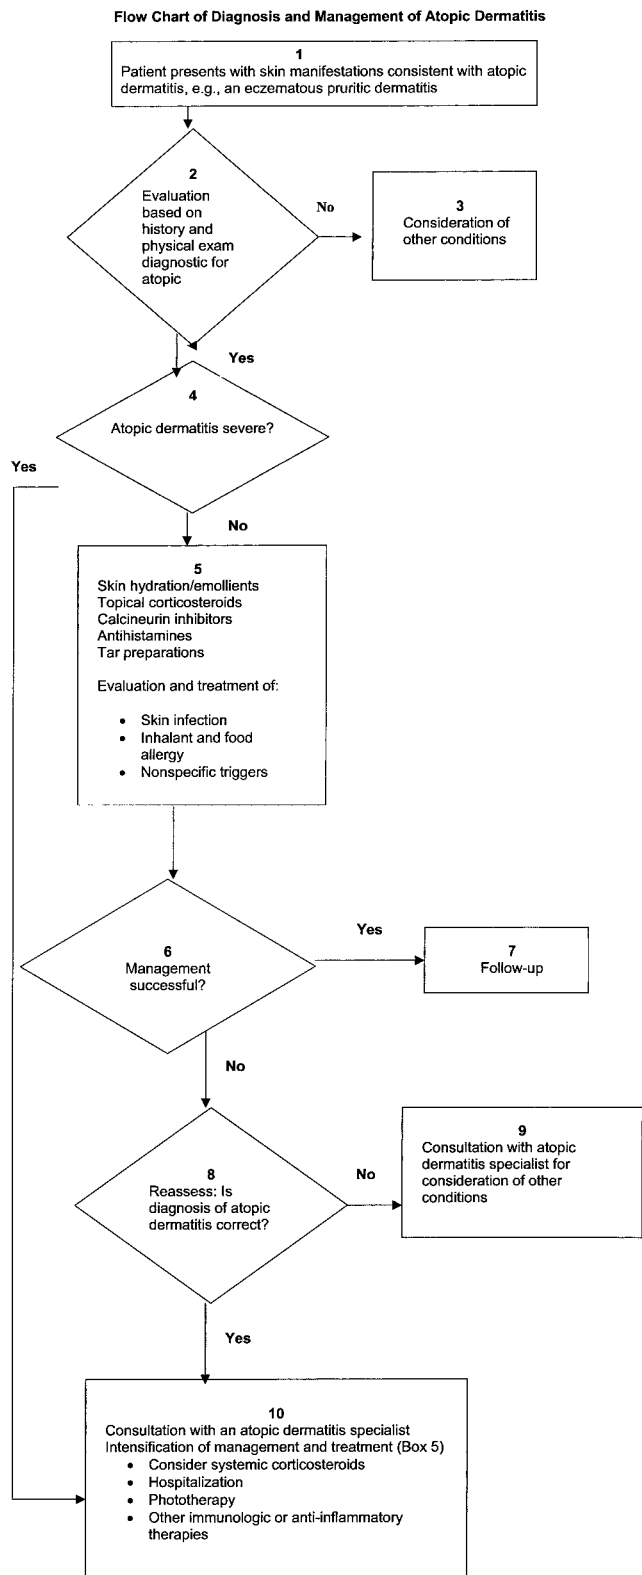 Flow Chart of Diagnosis and Management of Atopic Dermatitis
1
Patient presents with skin manifestations consistent with atopic
dermatitis, e.g., an eczematous pruritic dermatitis
2
Evaluation
based on
history and
physical exam
diagnostic for
atopic
No
3
Consideration of
other conditions
Yes
4
Atopic dermatitis severe?
Yes
No
5
Skin hydration/emollients
Topical corticosteroids
Calcineurin inhibitors
Antihistamines
Tar preparations
Evaluation and treatment of:
• Skin infection
• Inhalant and food
allergy
• Nonspecific triggers
6
Management
successful?
Yes
7
Follow-up
No
8
Reassess: Is
diagnosis of atopic
dermatitis correct?
No
9
Consultation with atopic
dermatitis specialist for
consideration of other
conditions
Yes
10
Consultation with an atopic dermatitis specialist
Intensification of management and treatment (Box 5)
• Consider systemic corticosteroids
• Hospitalization
• Phototherapy
• Other immunologic or anti-inflammatory
therapies